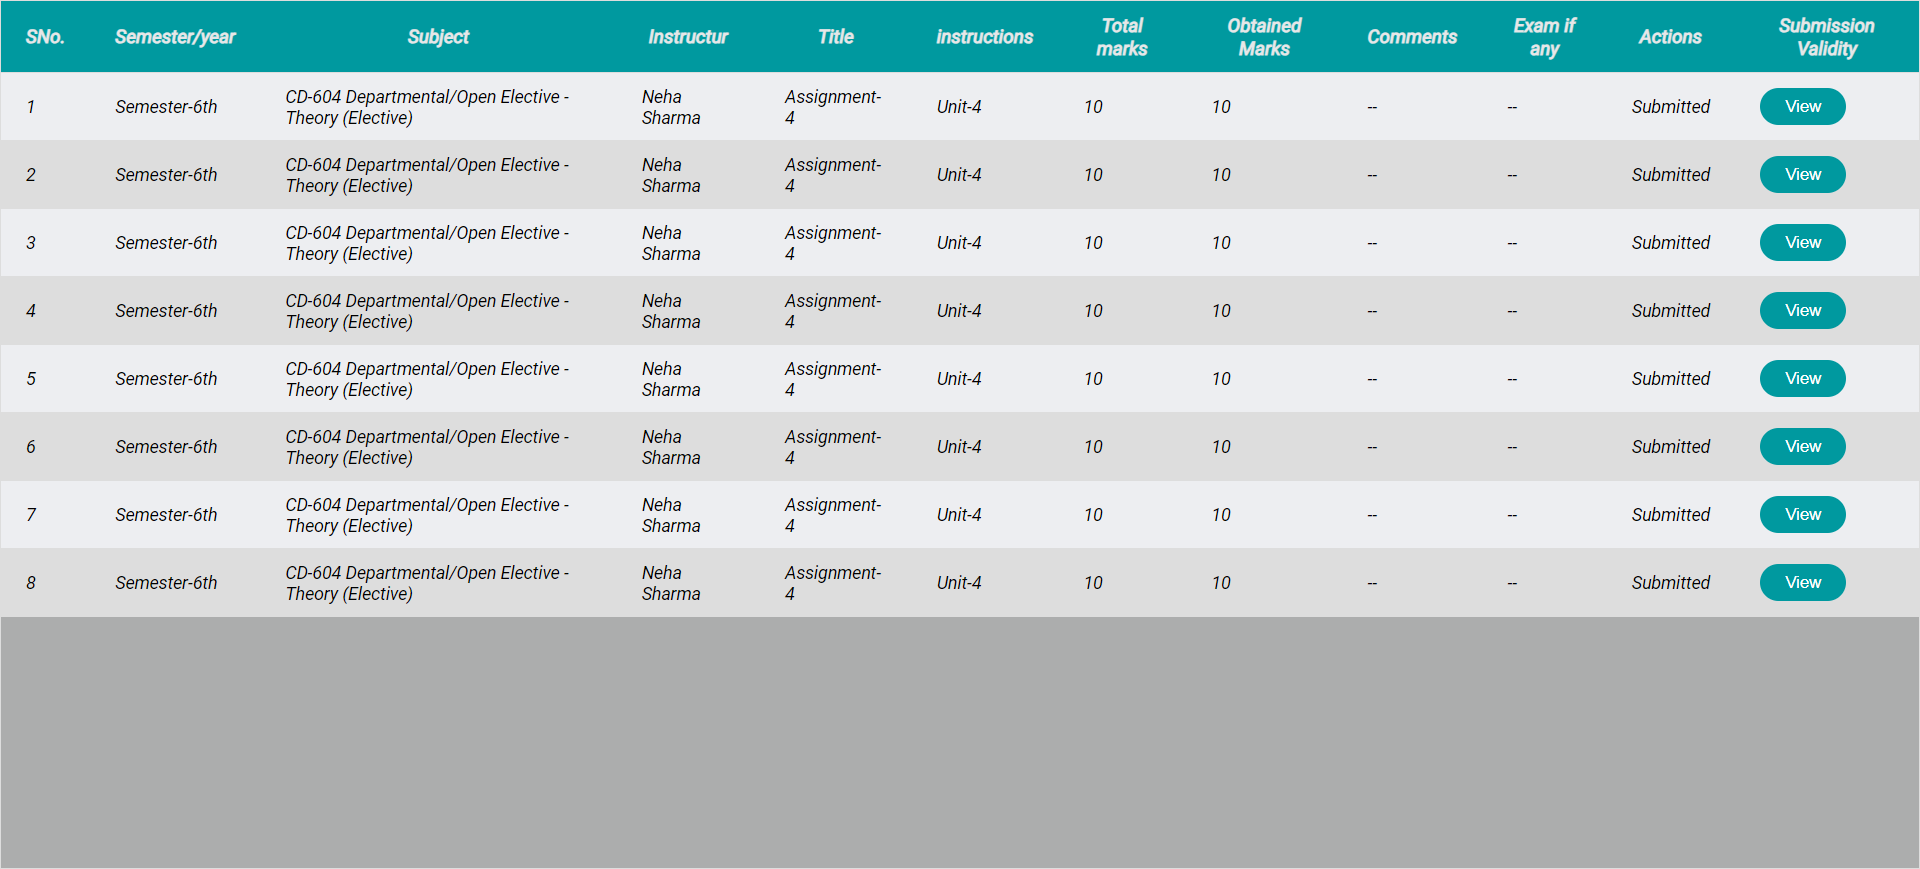 SNo. Semester/year Subject Instructur Title instructions Total marks Obtained Marks Comments Exam if any Actions Submission Validity
1 Semester-6th CD-604 Departmental/Open Elective - Theory (Elective) Neha Sharma Assignment-4 Unit-4 10 10 -- -- Submitted View
2 Semester-6th CD-604 Departmental/Open Elective - Theory (Elective) Neha Sharma Assignment-4 Unit-4 10 10 -- -- Submitted View
3 Semester-6th CD-604 Departmental/Open Elective - Theory (Elective) Neha Sharma Assignment-4 Unit-4 10 10 -- -- Submitted View
4 Semester-6th CD-604 Departmental/Open Elective - Theory (Elective) Neha Sharma Assignment-4 Unit-4 10 10 -- -- Submitted View
5 Semester-6th CD-604 Departmental/Open Elective - Theory (Elective) Neha Sharma Assignment-4 Unit-4 10 10 -- -- Submitted View
6 Semester-6th CD-604 Departmental/Open Elective - Theory (Elective) Neha Sharma Assignment-4 Unit-4 10 10 -- -- Submitted View
7 Semester-6th CD-604 Departmental/Open Elective - Theory (Elective) Neha Sharma Assignment-4 Unit-4 10 10 -- -- Submitted View
8 Semester-6th CD-604 Departmental/Open Elective - Theory (Elective) Neha Sharma Assignment-4 Unit-4 10 10 -- -- Submitted View